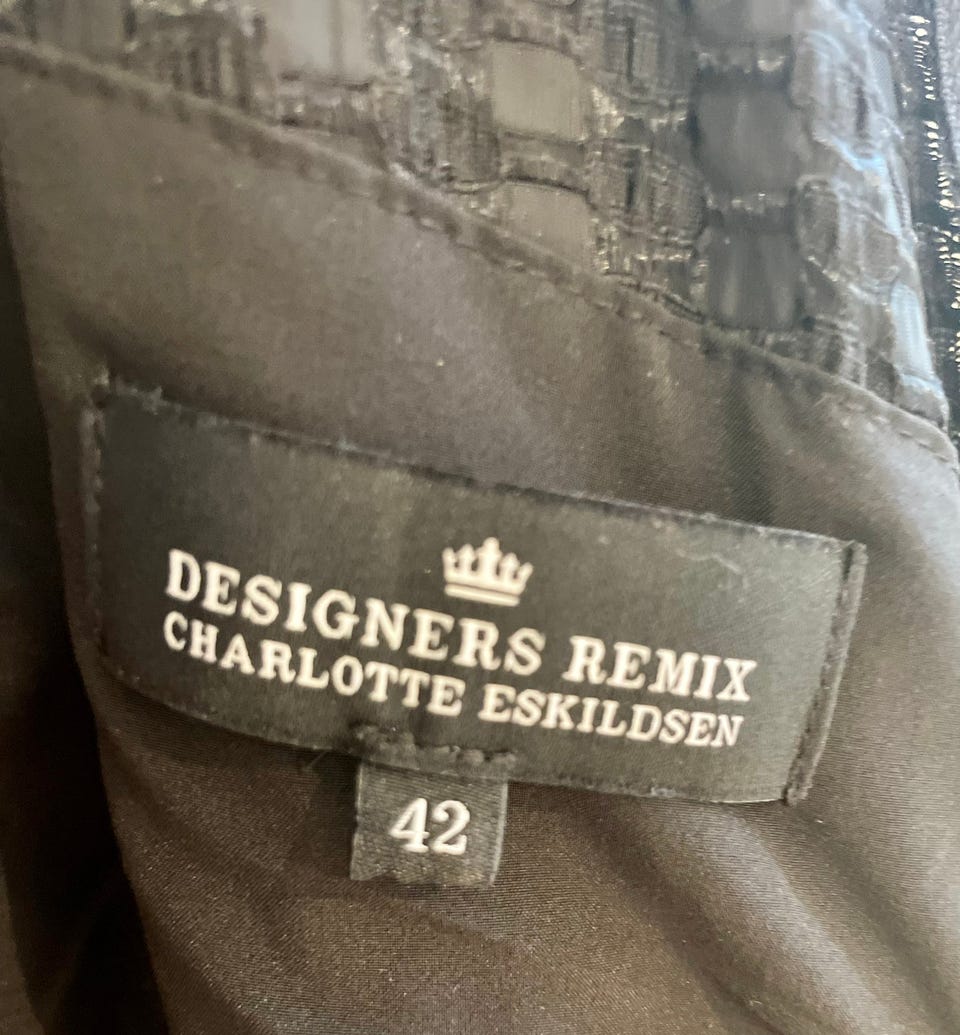 DESIGNERS REMIX
CHARLOTTE ESKILDSEN
42